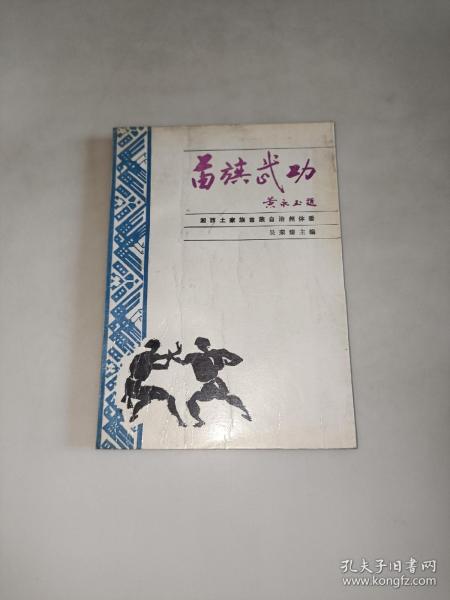 苗族武功
黄永玉题
湘西土家族苗族自治州体委
吴荣臻主编
孔夫子旧书网
www.kongfz.com